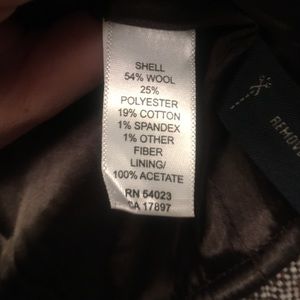 SHELL
54% WOOL
25%
POLYESTER
19% COTTON
1% SPANDEX
1% OTHER
FIBER
LINING/
100% ACETATE
RN 54023
CA 17897
REMOV